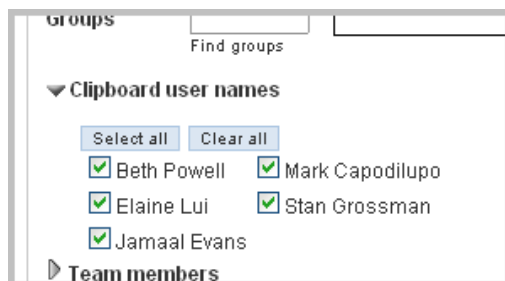 Groups
Find groups
Clipboard user names
Select all Clear all
Beth Powell Mark Capodilupo
Elaine Lui Stan Grossman
Jamaal Evans
Team members